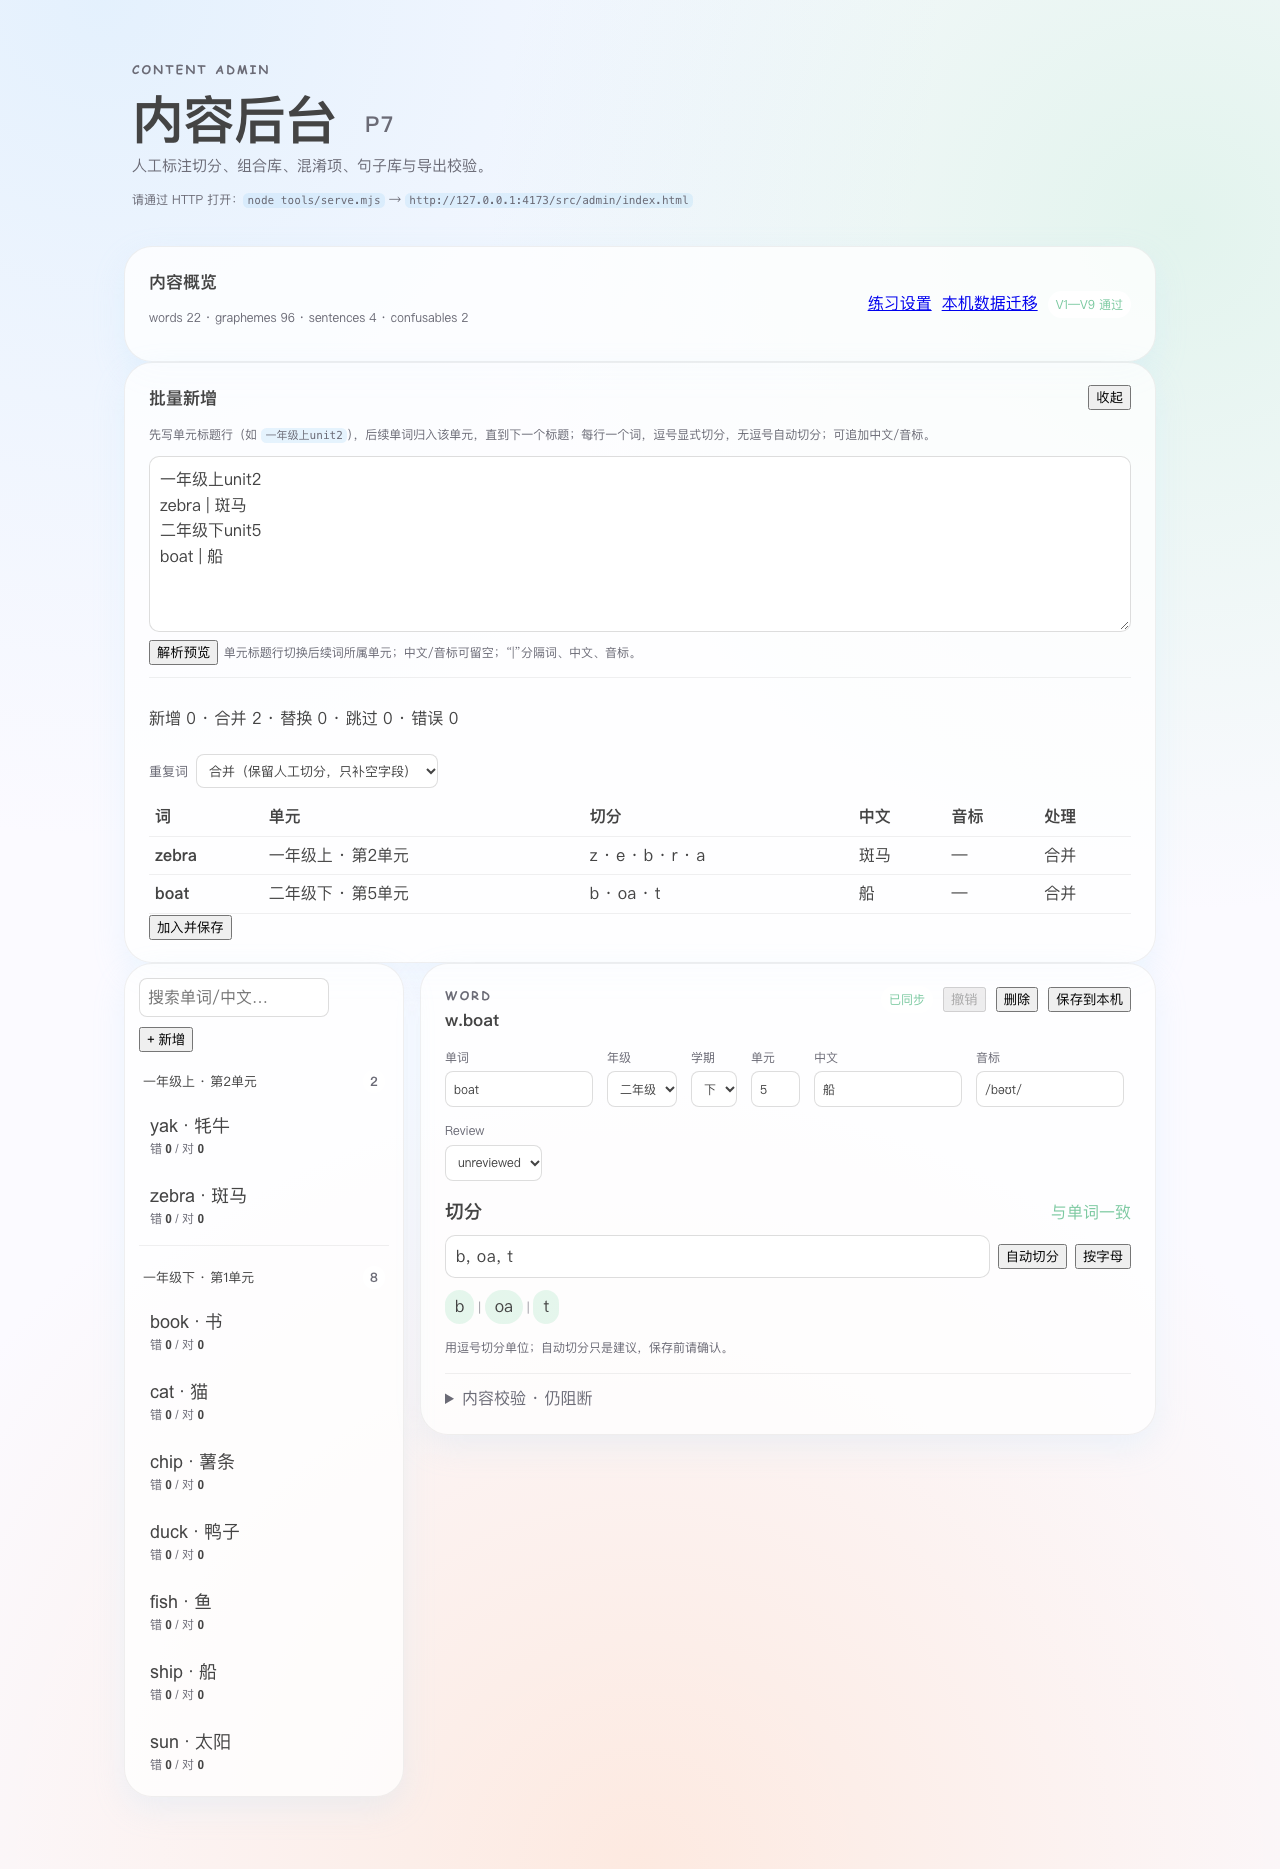 CONTENT ADMIN
内容后台 P7
人工标注切分、组合库、混淆项、句子库与导出校验。
请通过 HTTP 打开: node tools/serve.mjs → http://127.0.0.1:4173/src/admin/index.html
内容概览
words 22 · graphemes 96 · sentences 4 · confusables 2
练习设置 本机数据迁移 V1—V9 通过
批量新增 收起
先写单元标题行（如 一年级上unit2），后续单词归入该单元，直到下一个标题；每行一个词，逗号显式切分，无逗号自动切分；可追加中文/音标。
一年级上unit2
zebra | 斑马
二年级下unit5
boat | 船
解析预览 单元标题行切换后续词所属单元；中文/音标可留空；“|”分隔词、中文、音标。
新增 0 · 合并 2 · 替换 0 · 跳过 0 · 错误 0
重复词 合并（保留人工切分，只补空字段）
词 单元 切分 中文 音标 处理
zebra 一年级上 · 第2单元 z · e · b · r · a 斑马 — 合并
boat 二年级下 · 第5单元 b · oa · t 船 — 合并
加入并保存
搜索单词/中文...
+ 新增
一年级上 · 第2单元 2
yak · 牦牛
错 0 / 对 0
zebra · 斑马
错 0 / 对 0
一年级下 · 第1单元 8
book · 书
错 0 / 对 0
cat · 猫
错 0 / 对 0
chip · 薯条
错 0 / 对 0
duck · 鸭子
错 0 / 对 0
fish · 鱼
错 0 / 对 0
ship · 船
错 0 / 对 0
sun · 太阳
错 0 / 对 0
WORD
w.boat
已同步 撤销 删除 保存到本机
单词 年级 学期 单元 中文 音标
boat 二年级 下 5 船 /bəʊt/
Review
unreviewed
切分 与单词一致
b, oa, t 自动切分 按字母
b | oa | t
用逗号切分单位；自动切分只是建议，保存前请确认。
▶ 内容校验 · 仍阻断